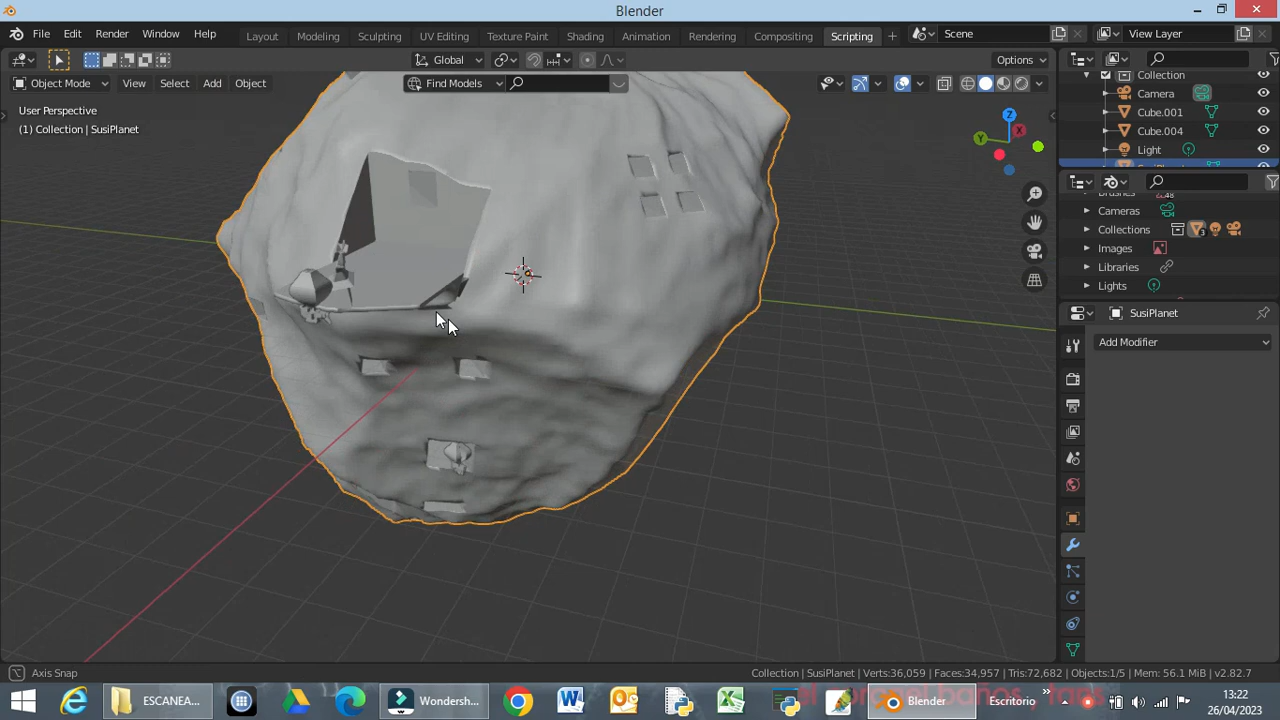 Blender
File Edit Render Window Help Layout Modeling Sculpting UV Editing Texture Paint Shading Animation Rendering Compositing Scripting Scene View Layer
Global Options
Object Mode View Select Add Object Find Models
Collection
User Perspective
(1) Collection | SusiPlanet
Camera
Cube.001
Cube.004
Light
Cameras
Collections
Images
Libraries
Lights
SusiPlanet
Add Modifier
Z
Y
X
Axis Snap Collection | SusiPlanet | Verts:36,059 | Faces:34,957 | Tris:72,682 | Objects:1/5 | Mem: 56.1 MiB | v2.82.7
ESCANEA... Wondersh... Blender Escritorio 13:22
26/04/2023